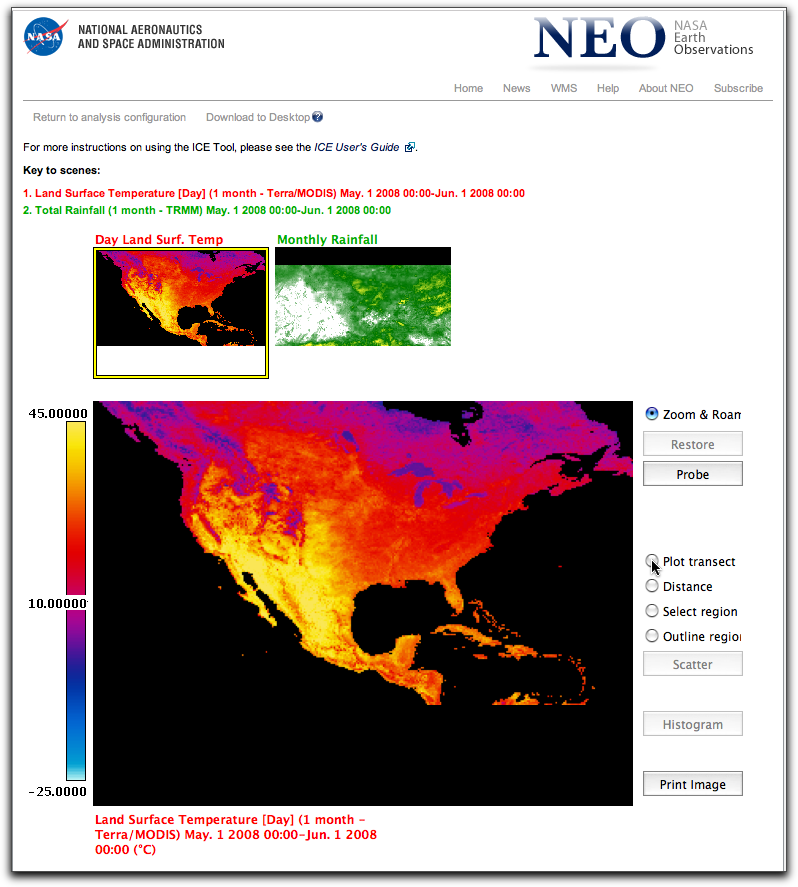 NASA
NATIONAL AERONAUTICS
AND SPACE ADMINISTRATION
NEO
NASA
Earth
Observations
Home News WMS Help About NEO Subscribe
Return to analysis configuration Download to Desktop ?
For more instructions on using the ICE Tool, please see the ICE User's Guide .
Key to scenes:
1. Land Surface Temperature [Day] (1 month - Terra/MODIS) May. 1 2008 00:00-Jun. 1 2008 00:00
2. Total Rainfall (1 month - TRMM) May. 1 2008 00:00-Jun. 1 2008 00:00
Day Land Surf. Temp Monthly Rainfall
45.00000
10.00000
-25.0000
Zoom & Roam
Restore
Probe
Plot transect
Distance
Select region
Outline regio
Scatter
Histogram
Print Image
Land Surface Temperature [Day] (1 month -
Terra/MODIS) May. 1 2008 00:00-Jun. 1 2008
00:00 (°C)